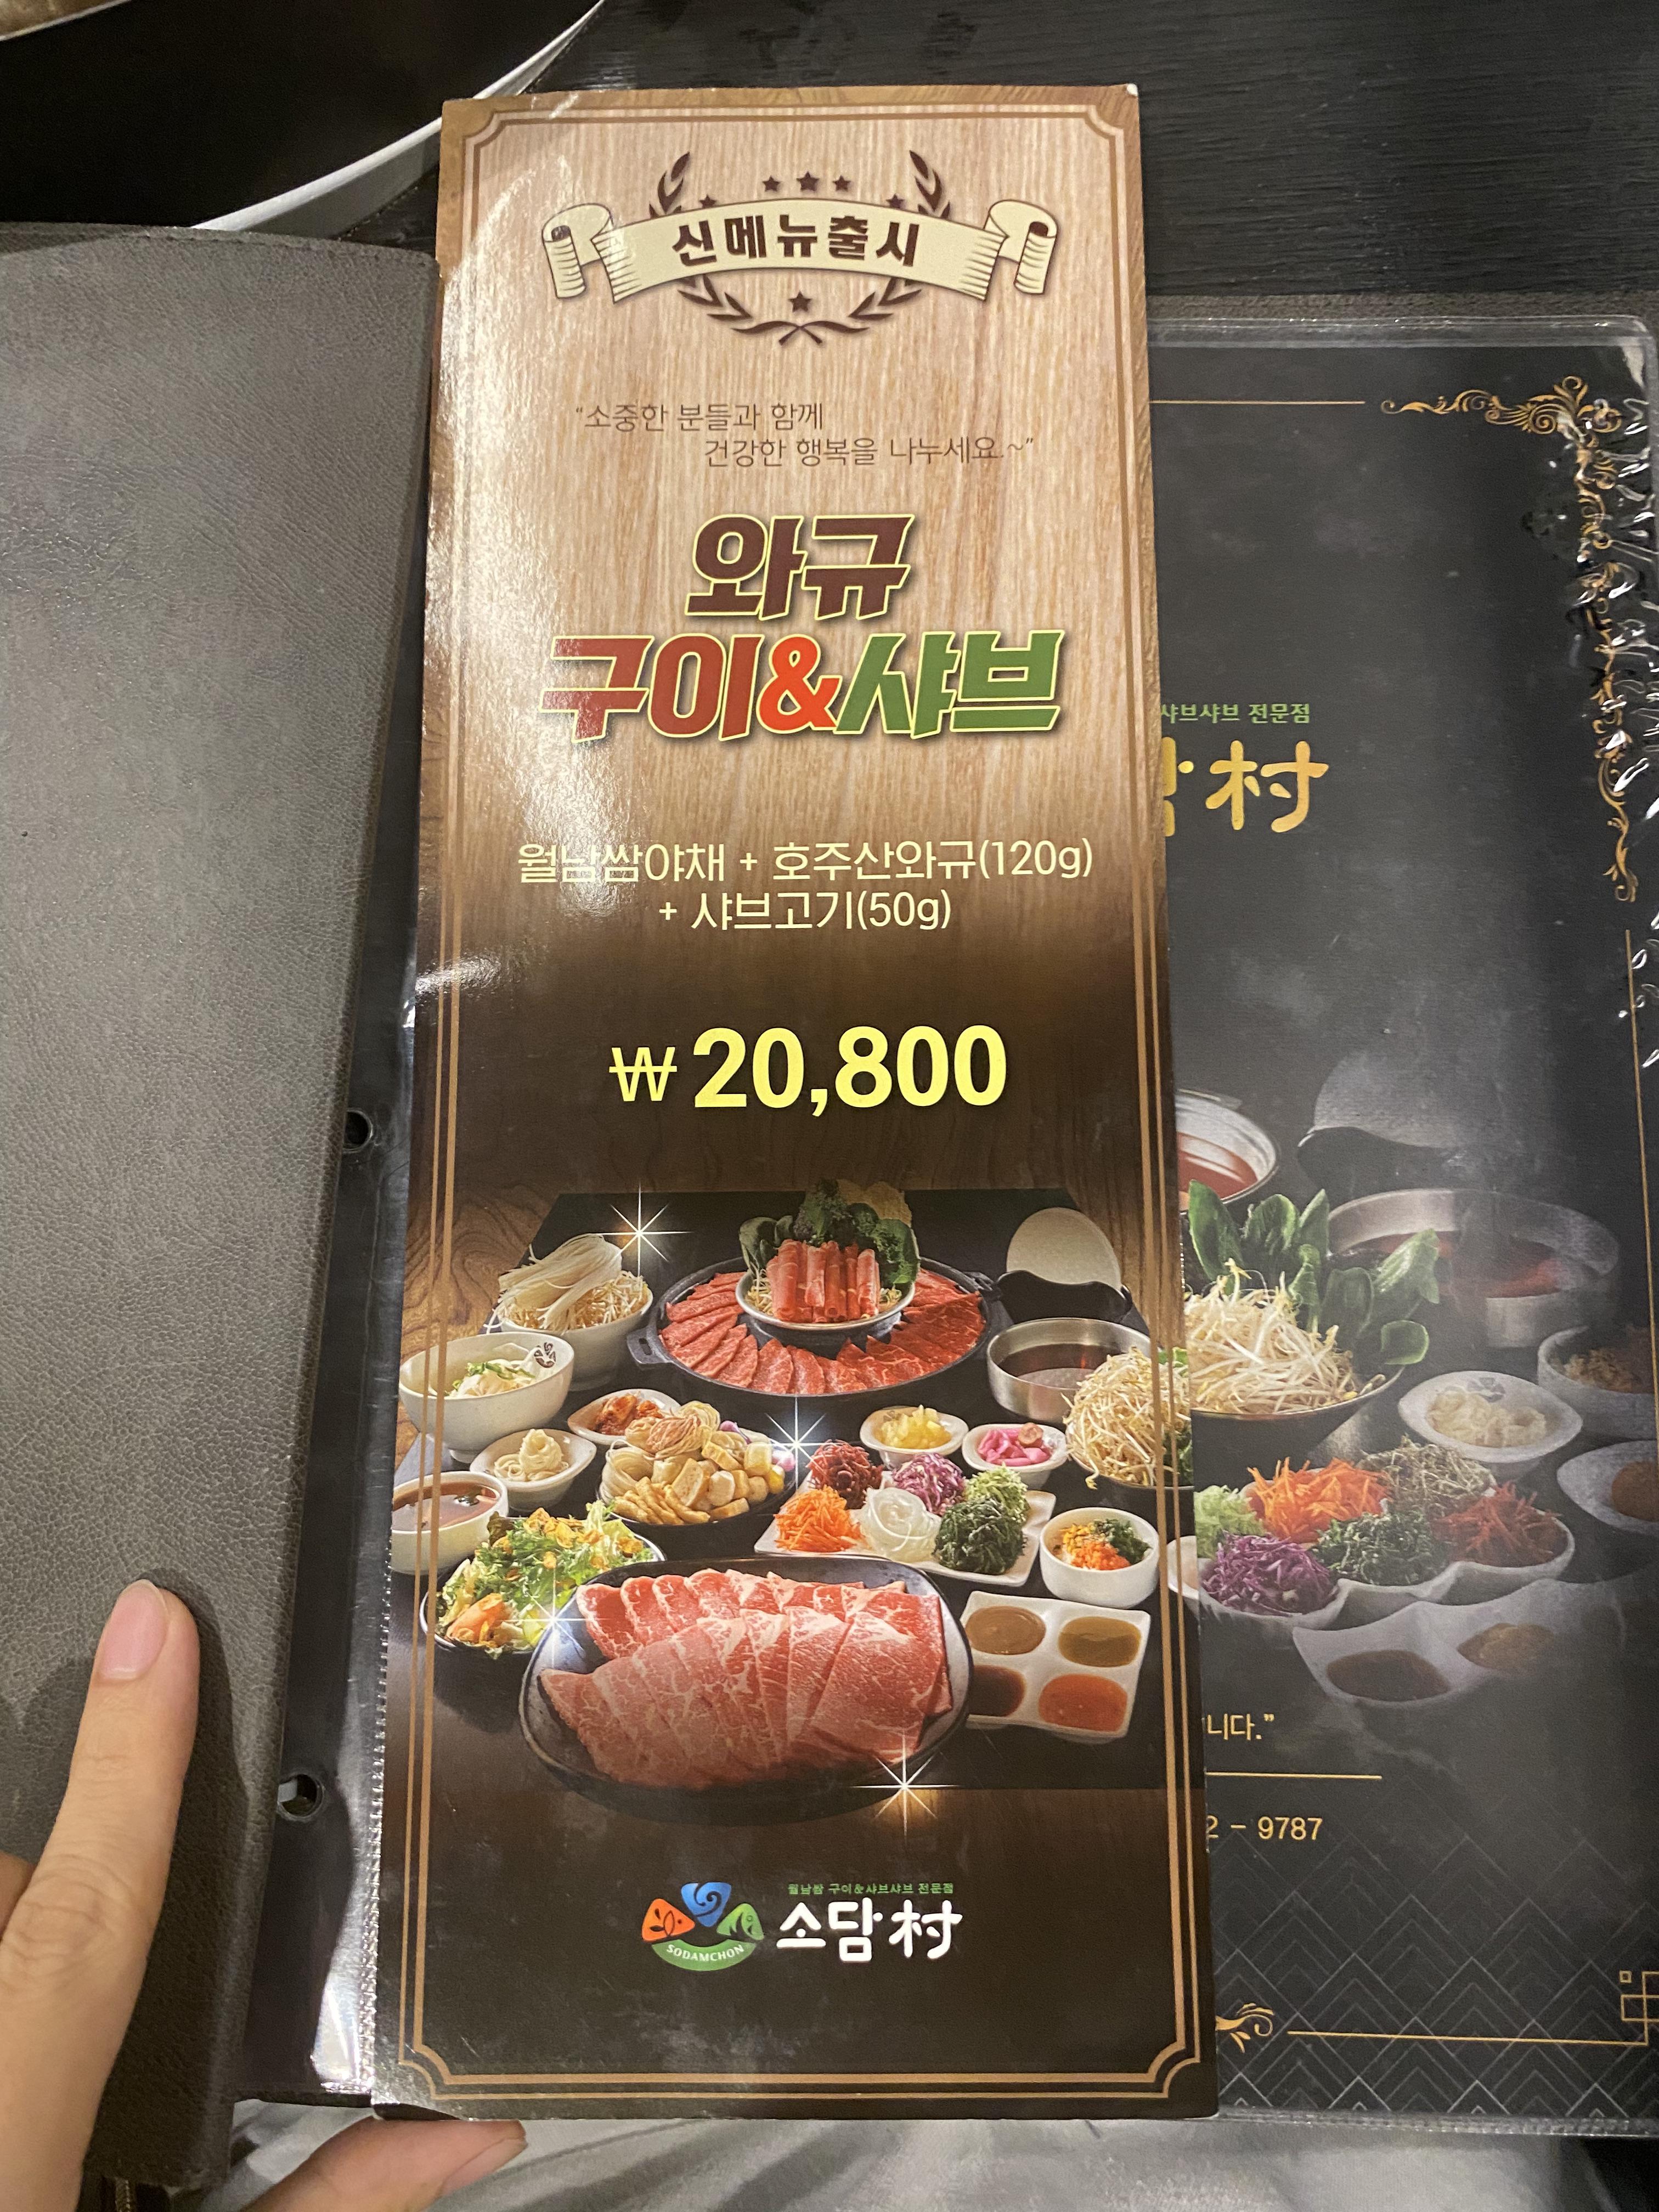 신메뉴출시
“소중한 분들과 함께
건강한 행복을 나누세요.~”
와규
구이&샤브
월남쌈야채 + 호주산와규(120g)
+ 샤브고기(50g)
₩20,800
월남쌈 구이&샤브샤브 전문점
소담村
SODAMCHON
샤브샤브 전문점
村
니다.”
2 - 9787